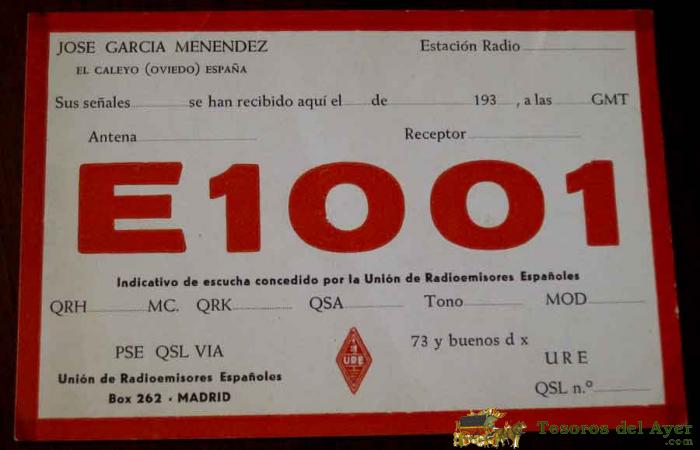 JOSE GARCIA MENENDEZ Estación Radio
EL CALEYO (OVIEDO) ESPAÑA
Sus señales se han recibido aquí el de 193 , a las GMT
Antena Receptor
E1001
Indicativo de escucha concedido por la Unión de Radioemisores Españoles
QRH MC. QRK QSA Tono MOD
73 y buenos d x
PSE QSL VIA URE
URE
Unión de Radioemisores Españoles
QSL n.º
Box 262 - MADRID
Tesoros del Ayer
.com